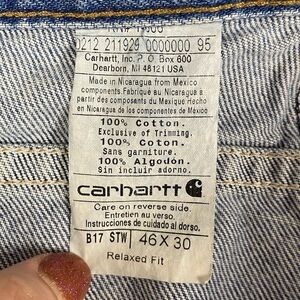 0212 211929 0000000 95
Carhartt, Inc. P.O. Box 600
Dearborn, MI 48121 USA
Made in Nicaragua from Mexico
components.Fabriqué au Nicaragua à
partir des composants du Mexique Hecho
en Nicaragua de los componentes de Mexico
100% Cotton.
Exclusive of Trimming.
100% Coton.
Sans garniture.
100% Algodón.
Sin incluir adorno.
carhartt
Care on reverse side.
Entretien au verso.
Instrucciones de cuidado al dorso.
B17 STW 46 X 30
Relaxed Fit